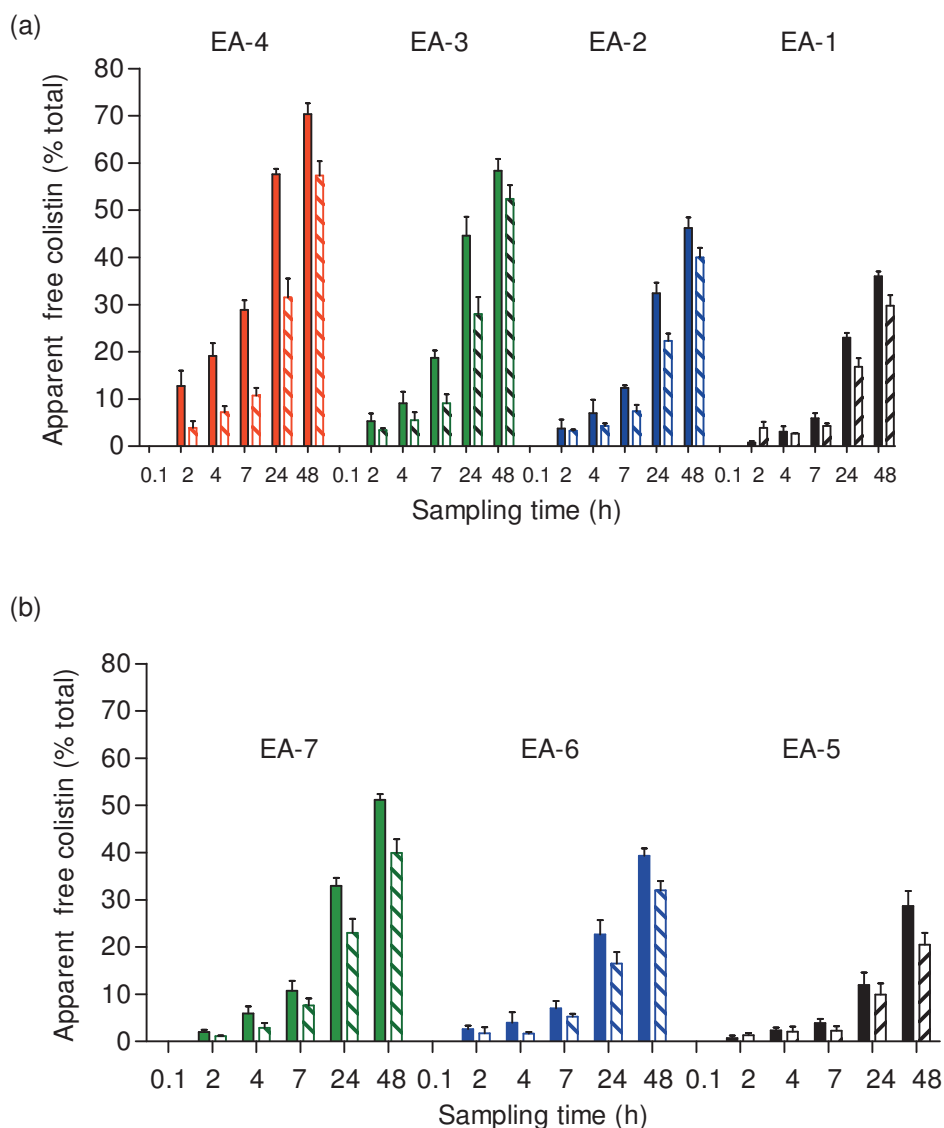 (a)
EA-4 EA-3 EA-2 EA-1
80
70
60
50
40
30
20
10
0
Apparent free colistin (% total)
0.1 2 4 7 24 48 0.1 2 4 7 24 48 0.1 2 4 7 24 48 0.1 2 4 7 24 48
Sampling time (h)
(b)
80
70
60
50
40
30
20
10
0
Apparent free colistin (% total)
EA-7 EA-6 EA-5
0.1 2 4 7 24 48 0.1 2 4 7 24 48 0.1 2 4 7 24 48
Sampling time (h)